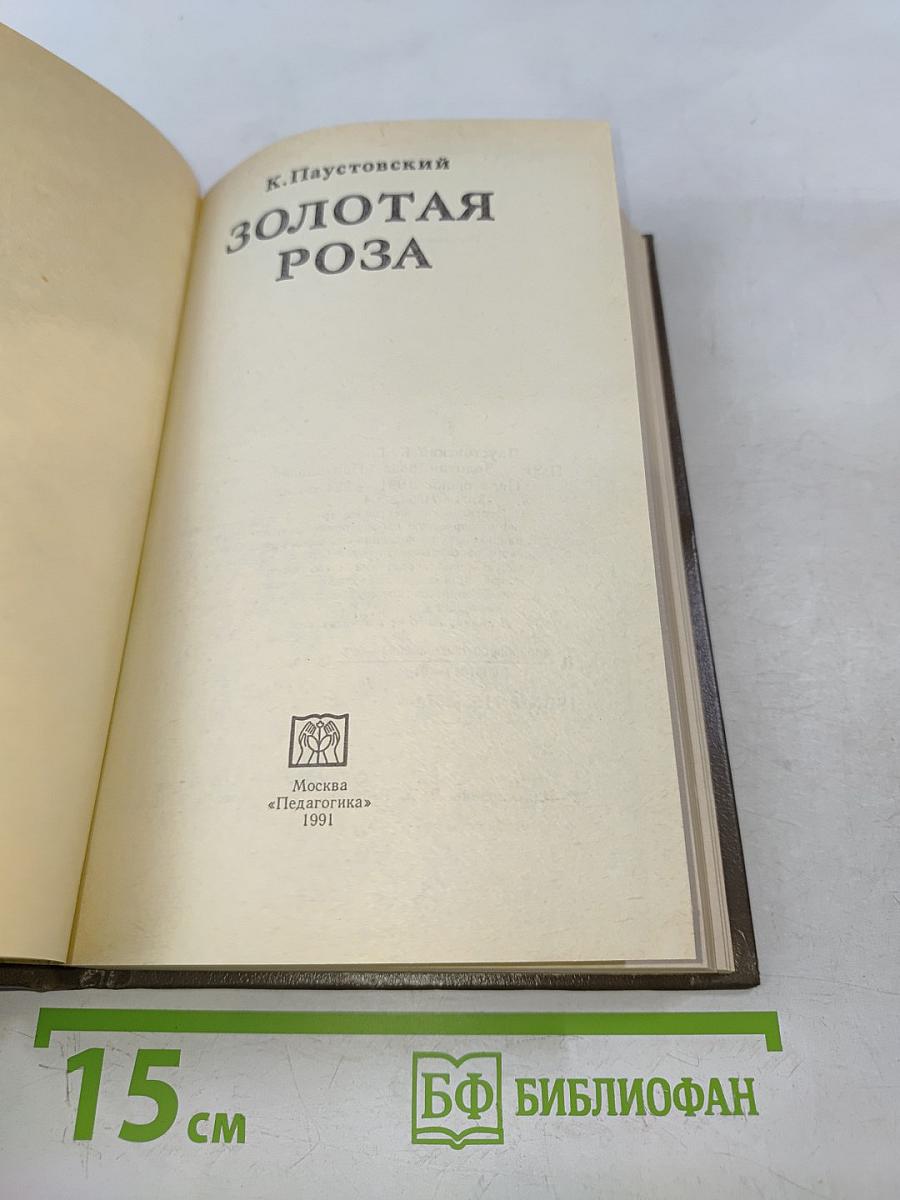 К. Паустовский
ЗОЛОТАЯ
РОЗА
Москва
«Педагогика»
1991
15 см
БФ БИБЛИОФАН